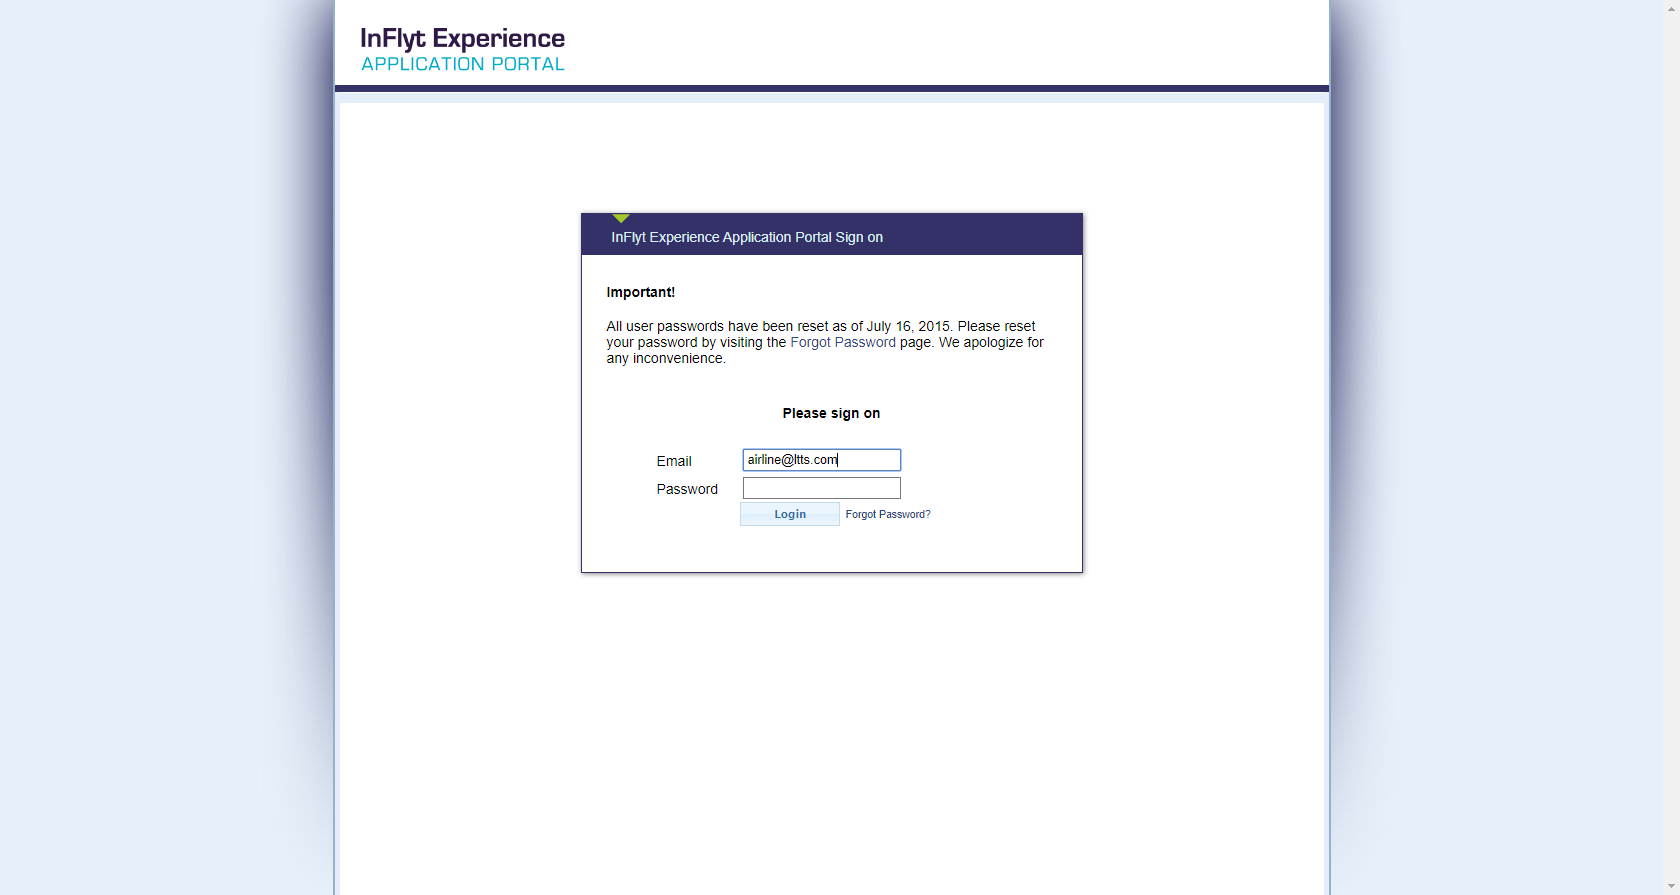 InFlyt Experience
APPLICATION PORTAL
InFlyt Experience Application Portal Sign on
Important!
All user passwords have been reset as of July 16, 2015. Please reset
your password by visiting the Forgot Password page. We apologize for
any inconvenience.
Please sign on
Email airline@ltts.com
Password
Login Forgot Password?